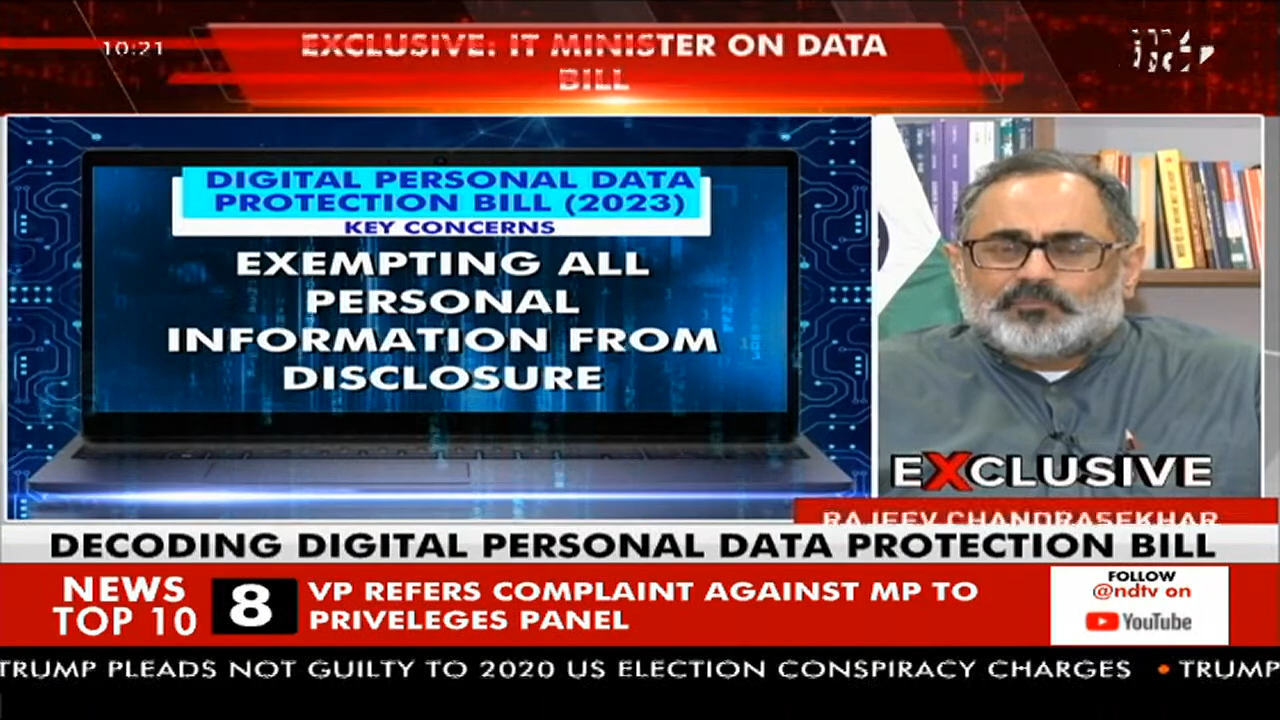 10:21
EXCLUSIVE: IT MINISTER ON DATA
BILL
DIGITAL PERSONAL DATA
PROTECTION BILL (2023)
KEY CONCERNS
EXEMPTING ALL
PERSONAL
INFORMATION FROM
DISCLOSURE
EXCLUSIVE
RAJEEV CHANDRASEKHAR
DECODING DIGITAL PERSONAL DATA PROTECTION BILL
NEWS
TOP 10
8
VP REFERS COMPLAINT AGAINST MP TO
PRIVELEGES PANEL
FOLLOW
@ndtv on
YouTube
TRUMP PLEADS NOT GUILTY TO 2020 US ELECTION CONSPIRACY CHARGES • TRUMP